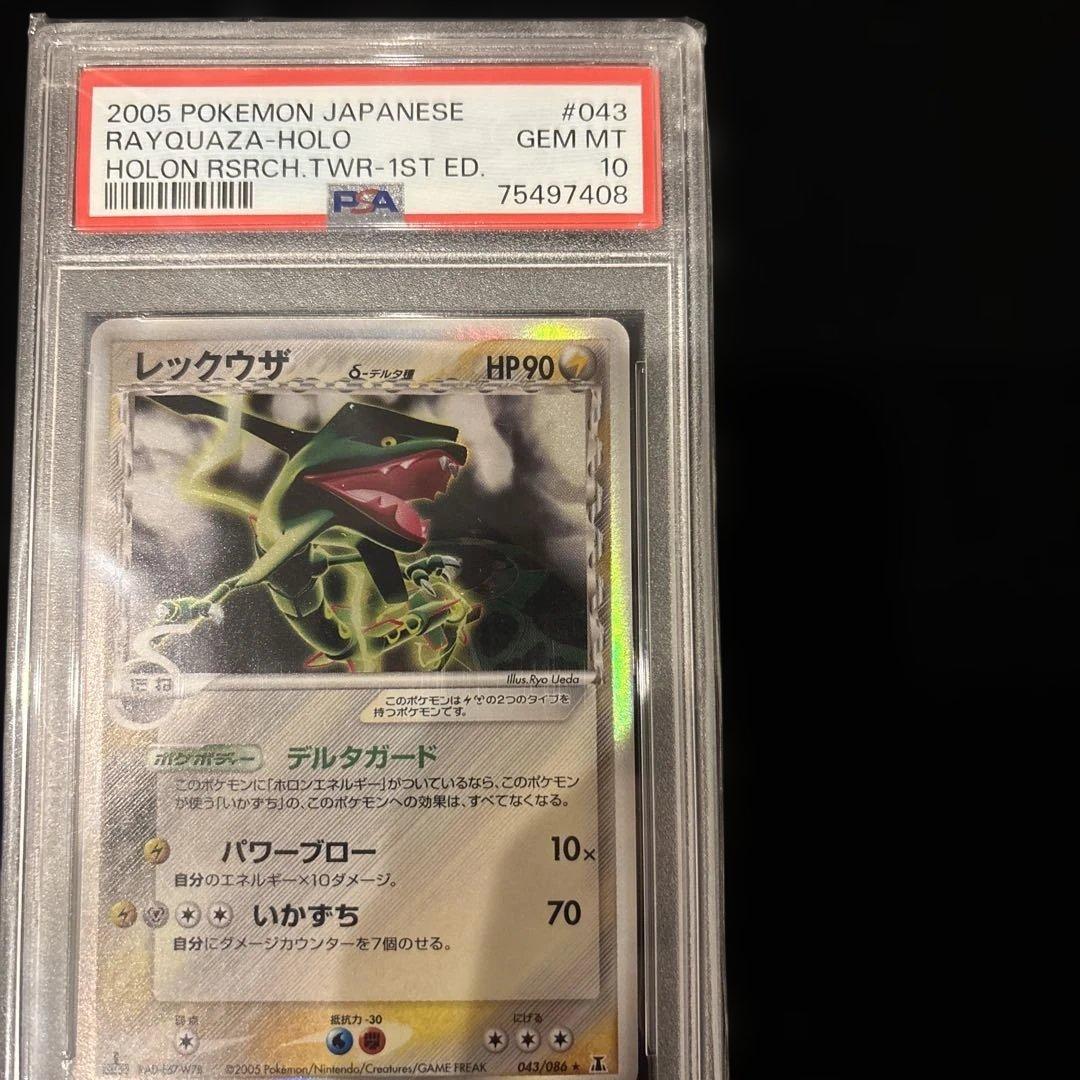 2005 POKEMON JAPANESE #043
RAYQUAZA-HOLO GEM MT
HOLON RSRCH.TWR-1ST ED. 10
PSA 75497408
レックウザ δ-デルタ種 HP90
たね
Illus.Ryo Ueda
このポケモンは の2つのタイプを
持つポケモンです。
ポケボディー デルタガード
このポケモンに「ホロンエネルギー」がついているなら、このポケモン
が使う「いかずち」の、このポケモンへの効果は、すべてなくなる。
パワーブロー 10×
自分のエネルギー×10ダメージ。
いかずち 70
自分にダメージカウンターを7個のせる。
弱点 抵抗力 -30 にげる
©2005 Pokémon/Nintendo/Creatures/GAME FREAK 043/086 ★